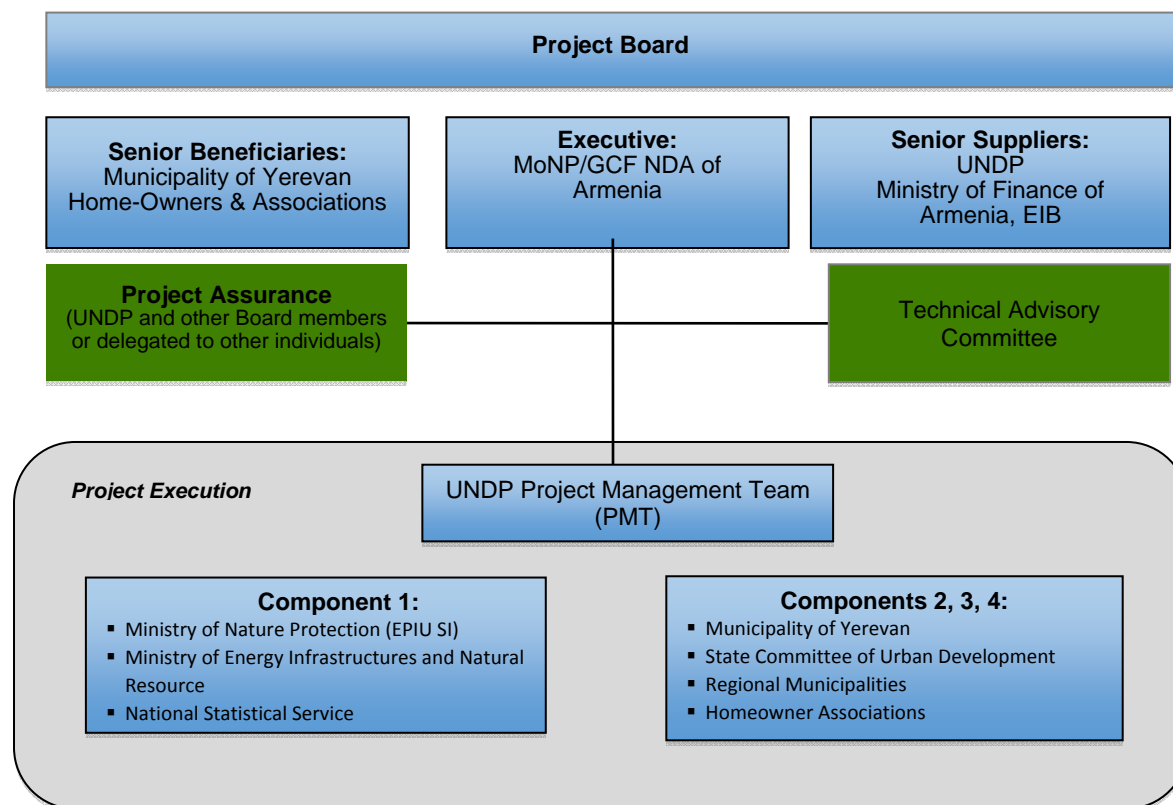 Project Board
Senior Beneficiaries:
Municipality of Yerevan
Home-Owners & Associations
Executive:
MoNP/GCF NDA of
Armenia
Senior Suppliers:
UNDP
Ministry of Finance of
Armenia, EIB
Project Assurance
(UNDP and other Board members
or delegated to other individuals)
Technical Advisory
Committee
Project Execution
UNDP Project Management Team
(PMT)
Component 1:
▪ Ministry of Nature Protection (EPIU SI)
▪ Ministry of Energy Infrastructures and Natural
Resource
▪ National Statistical Service
Components 2, 3, 4:
▪ Municipality of Yerevan
▪ State Committee of Urban Development
▪ Regional Municipalities
▪ Homeowner Associations